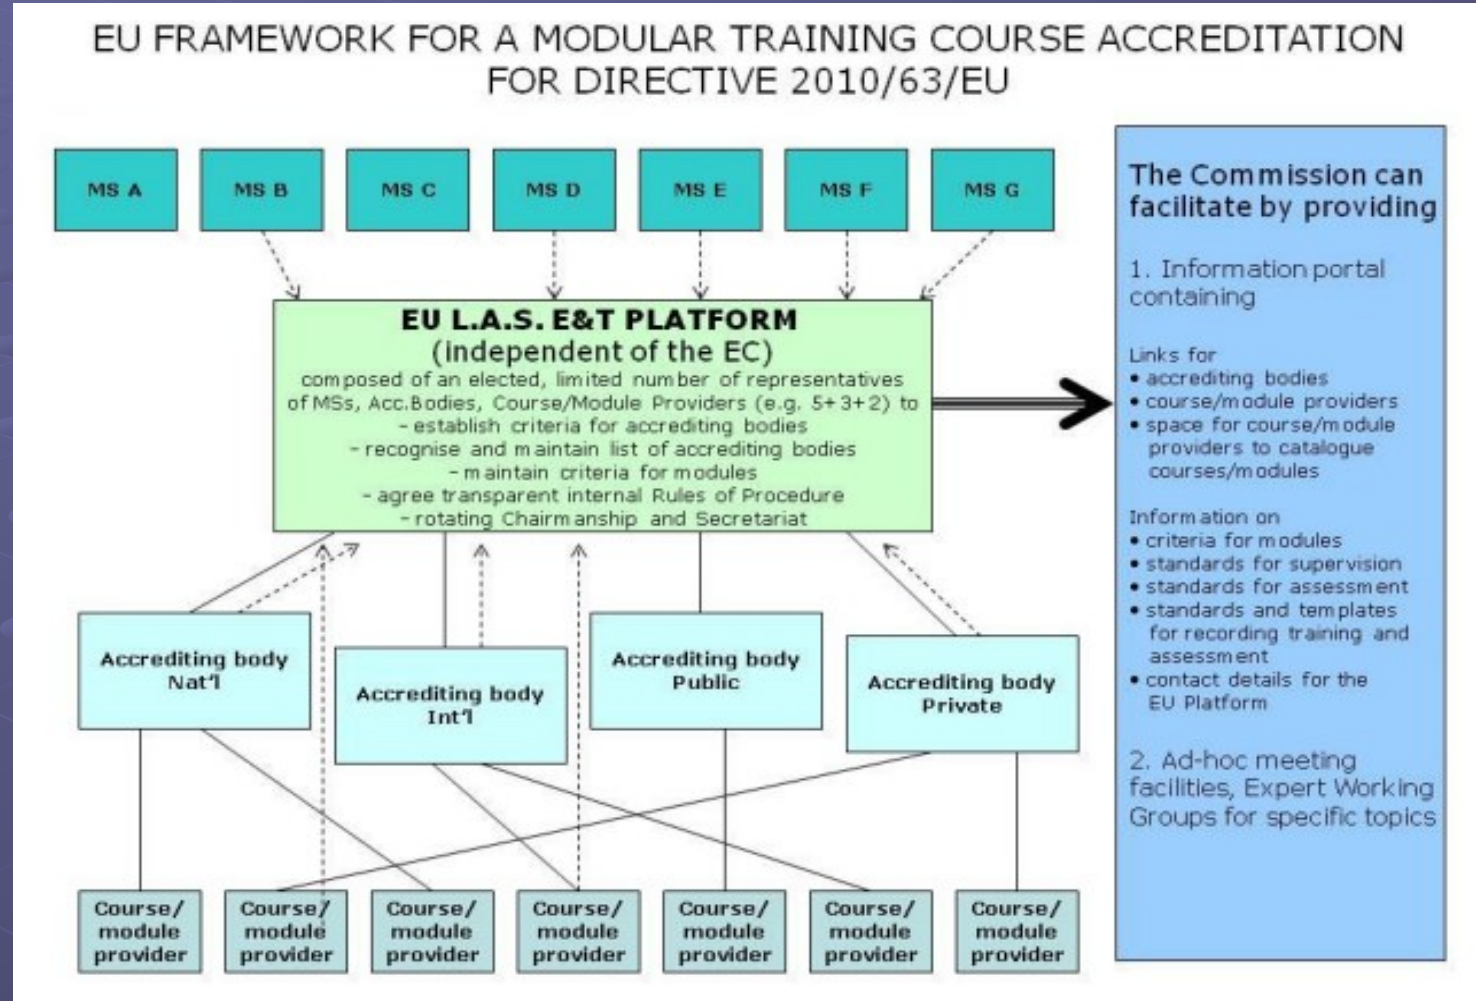 EU FRAMEWORK FOR A MODULAR TRAINING COURSE ACCREDITATION
FOR DIRECTIVE 2010/63/EU
MS A
MS B
MS C
MS D
MS E
MS F
MS G
EU L.A.S. E&T PLATFORM
(independent of the EC)
composed of an elected, limited number of representatives
of MSs, Acc.Bodies, Course/Module Providers (e.g. 5+3+2) to
- establish criteria for accrediting bodies
- recognise and maintain list of accrediting bodies
- maintain criteria for modules
- agree transparent internal Rules of Procedure
- rotating Chairmanship and Secretariat
Accrediting body
Nat'l
Accrediting body
Int'l
Accrediting body
Public
Accrediting body
Private
Course/
module
provider
Course/
module
provider
Course/
module
provider
Course/
module
provider
Course/
module
provider
Course/
module
provider
Course/
module
provider
The Commission can
facilitate by providing
1. Information portal
containing
Links for
• accrediting bodies
• course/module providers
• space for course/module
providers to catalogue
courses/modules
Information on
• criteria for modules
• standards for supervision
• standards for assessment
• standards and templates
for recording training and
assessment
• contact details for the
EU Platform
2. Ad-hoc meeting
facilities, Expert Working
Groups for specific topics